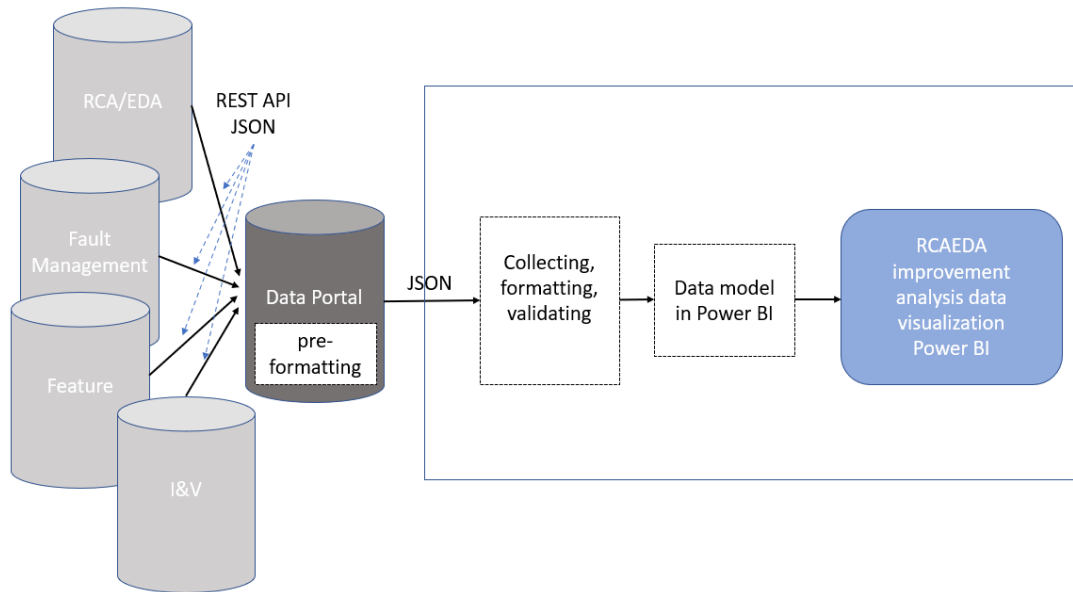 RCA/EDA
REST API
JSON
Fault
Management
Feature
I&V
Data Portal
pre-
formatting
JSON
Collecting,
formatting,
validating
Data model
in Power BI
RCAEDA
improvement
analysis data
visualization
Power BI